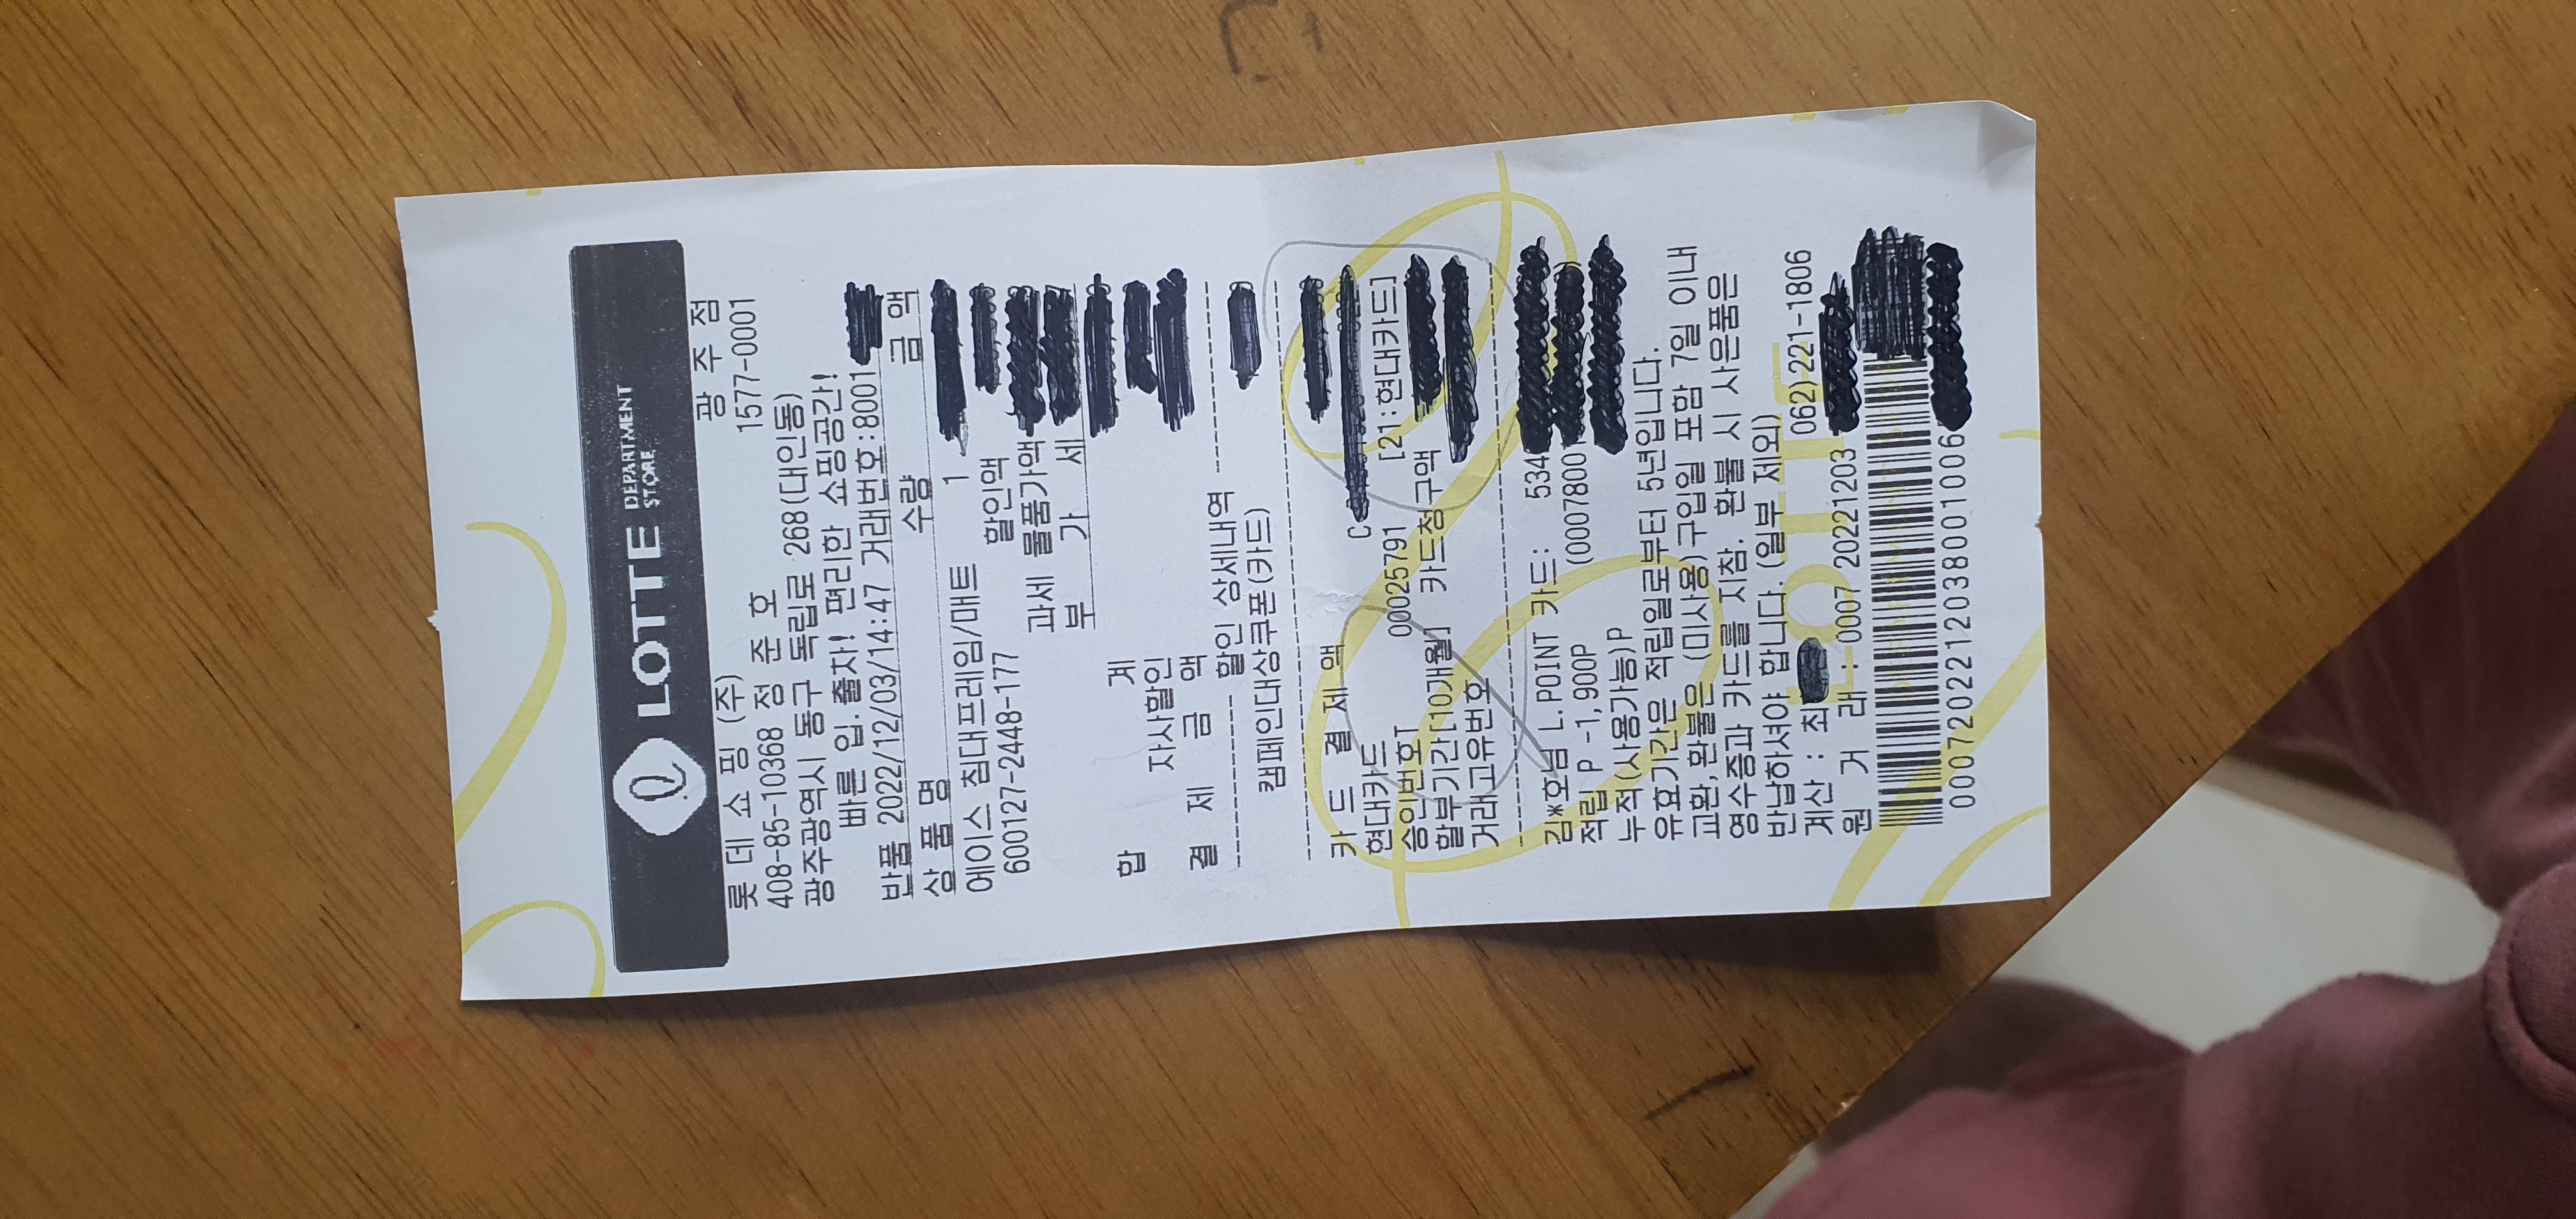 LOTTE DEPARTMENT STORE
광 주 점
롯 데 쇼 핑 (주) 1577-0001
408-85-10368 정 준 호
광주광역시 동구 독립로 268(대인동)
빠른 입.출차! 편리한 쇼핑공간!
반품 2022/12/03/14:47 거래번호:8001
상 품 명 수량 금 액
에이스 침대프레임/매트 1
600127-2448-177 할인액
과세 물품가액
부 가 세
합 계
자사할인
결 제 금 액
할인 상세내역
캠페인대상쿠폰(카드)
카 드 결 제 액
현대카드 C
승인번호T 00025791 [21:현대카드]
할부기간[10개월] 카드청구액
거래고유번호
김*호님 L.POINT 카드: 534
적립 P -1,900P (00078001
누적(사용가능)P
유효기간은 적립일로부터 5년입니다.
교환,환불은 (미사용)구입일 포함 7일 이내
영수증과 카드를 지참. 환불 시 사은품은
반납하셔야 합니다.(일부 제외)
계산 : 최 062)221-1806
원 거 래 : 0007 20221203
00072022120380010006
LOTTE